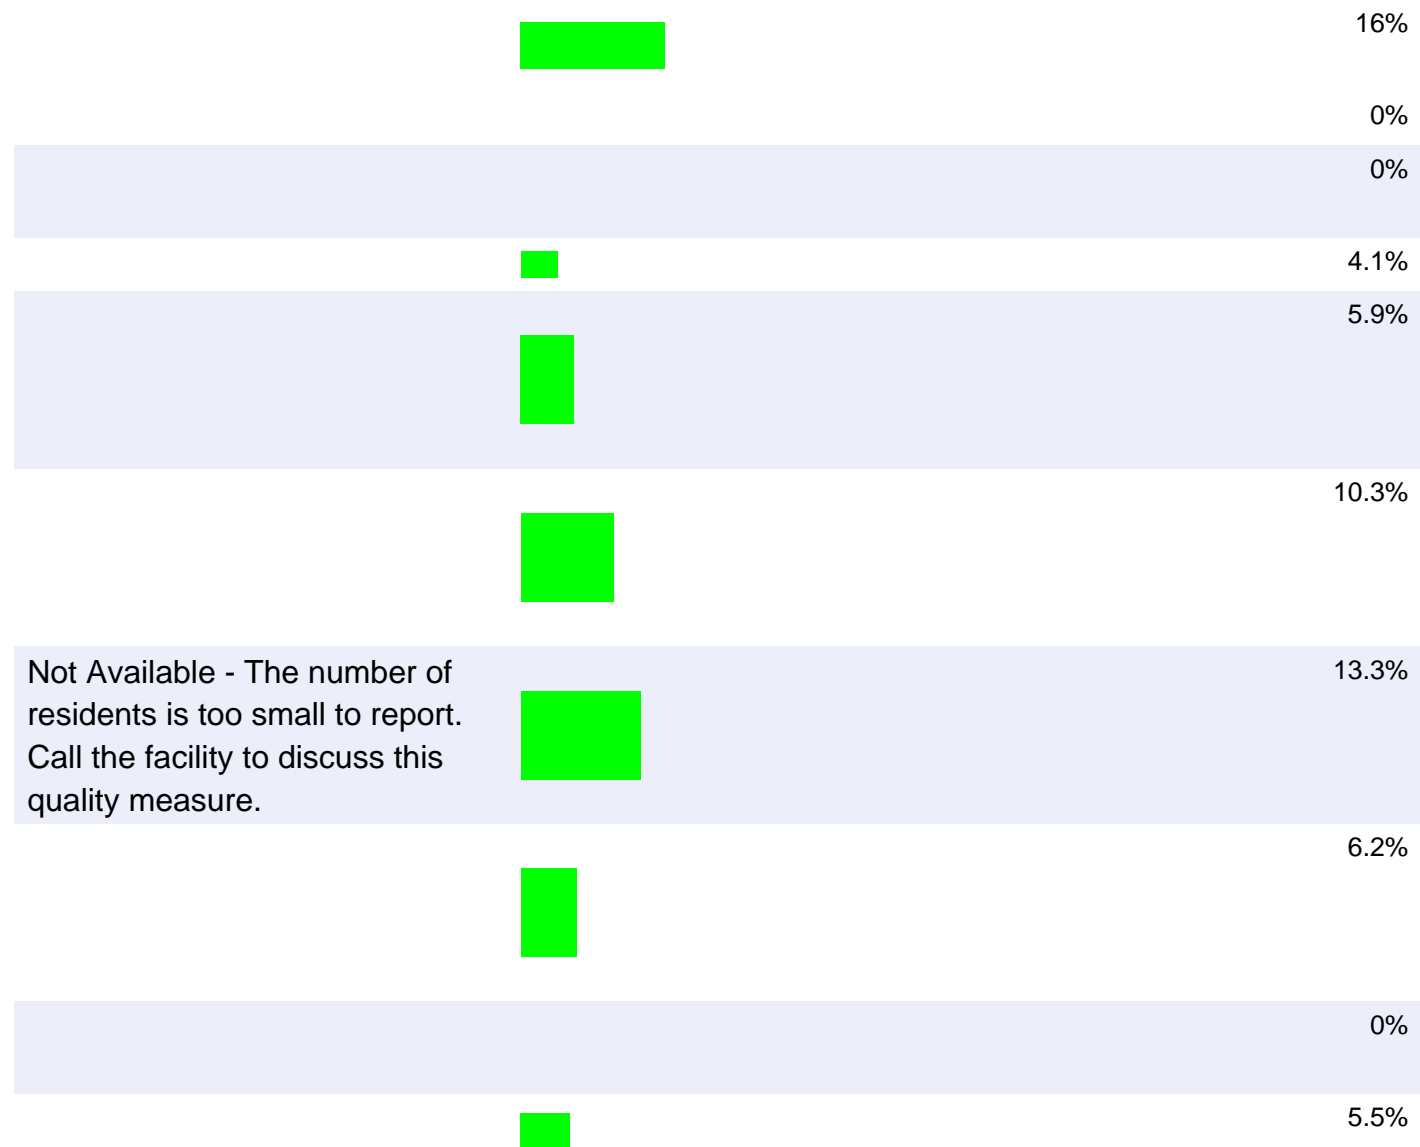 16%
0%
0%
4.1%
5.9%
10.3%
Not Available - The number of
residents is too small to report.
Call the facility to discuss this
quality measure.
13.3%
6.2%
0%
5.5%